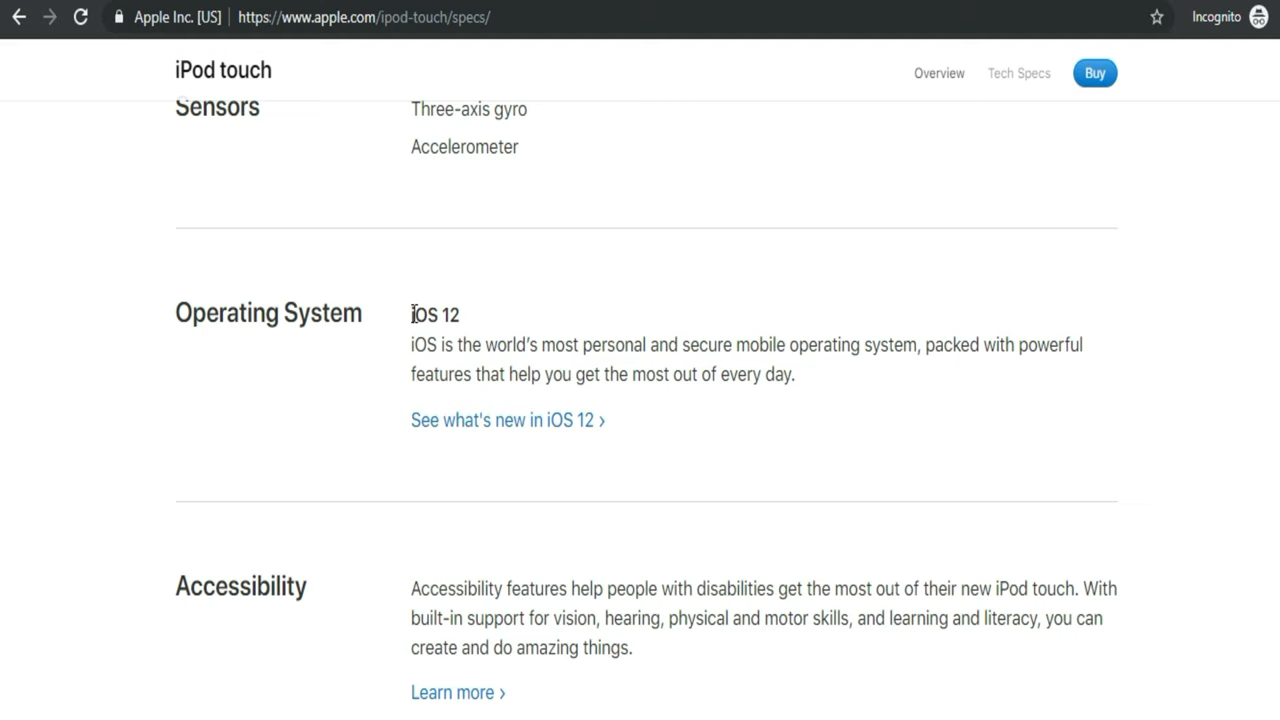 Apple Inc. [US] https://www.apple.com/ipod-touch/specs/ Incognito
iPod touch Overview Tech Specs Buy
Sensors Three-axis gyro
Accelerometer
Operating System iOS 12
iOS is the world's most personal and secure mobile operating system, packed with powerful
features that help you get the most out of every day.
See what's new in iOS 12 ›
Accessibility Accessibility features help people with disabilities get the most out of their new iPod touch. With
built-in support for vision, hearing, physical and motor skills, and learning and literacy, you can
create and do amazing things.
Learn more ›